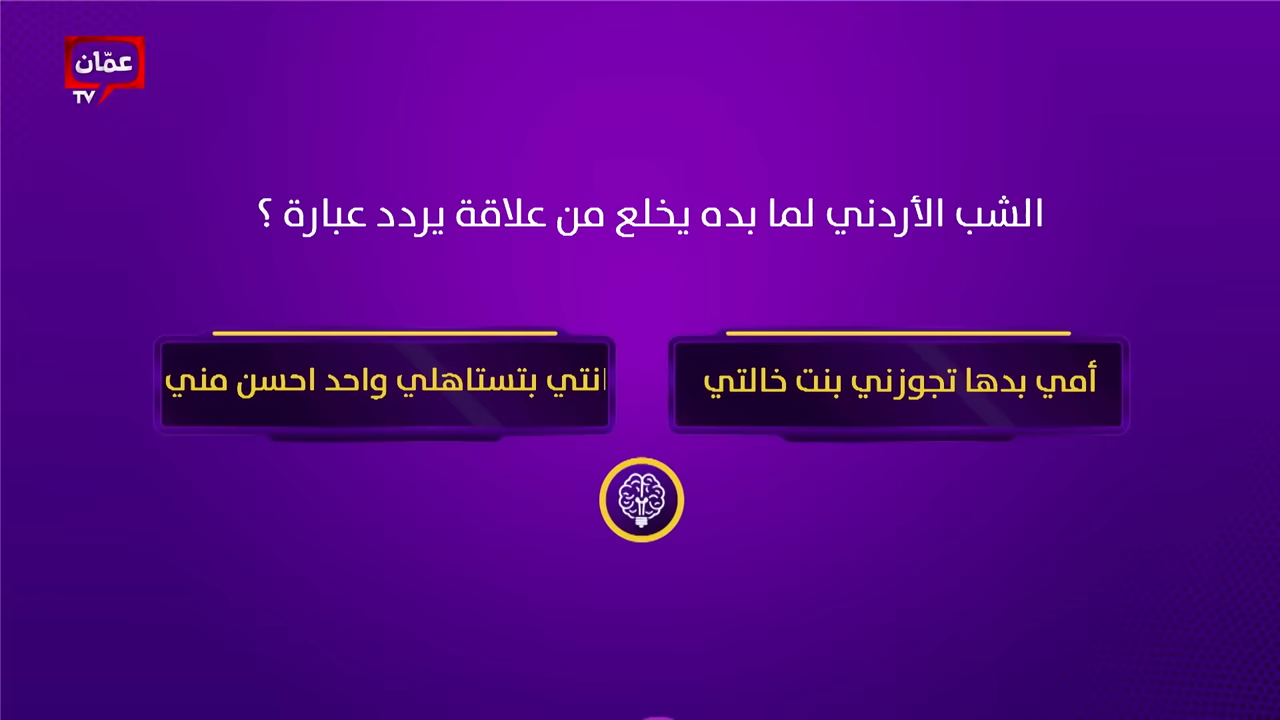 عمّان
TV
الشب الأردني لما بده يخلع من علاقة يردد عبارة ؟
أمي بدها تجوزني بنت خالتي
انتي بتستاهلي واحد احسن مني